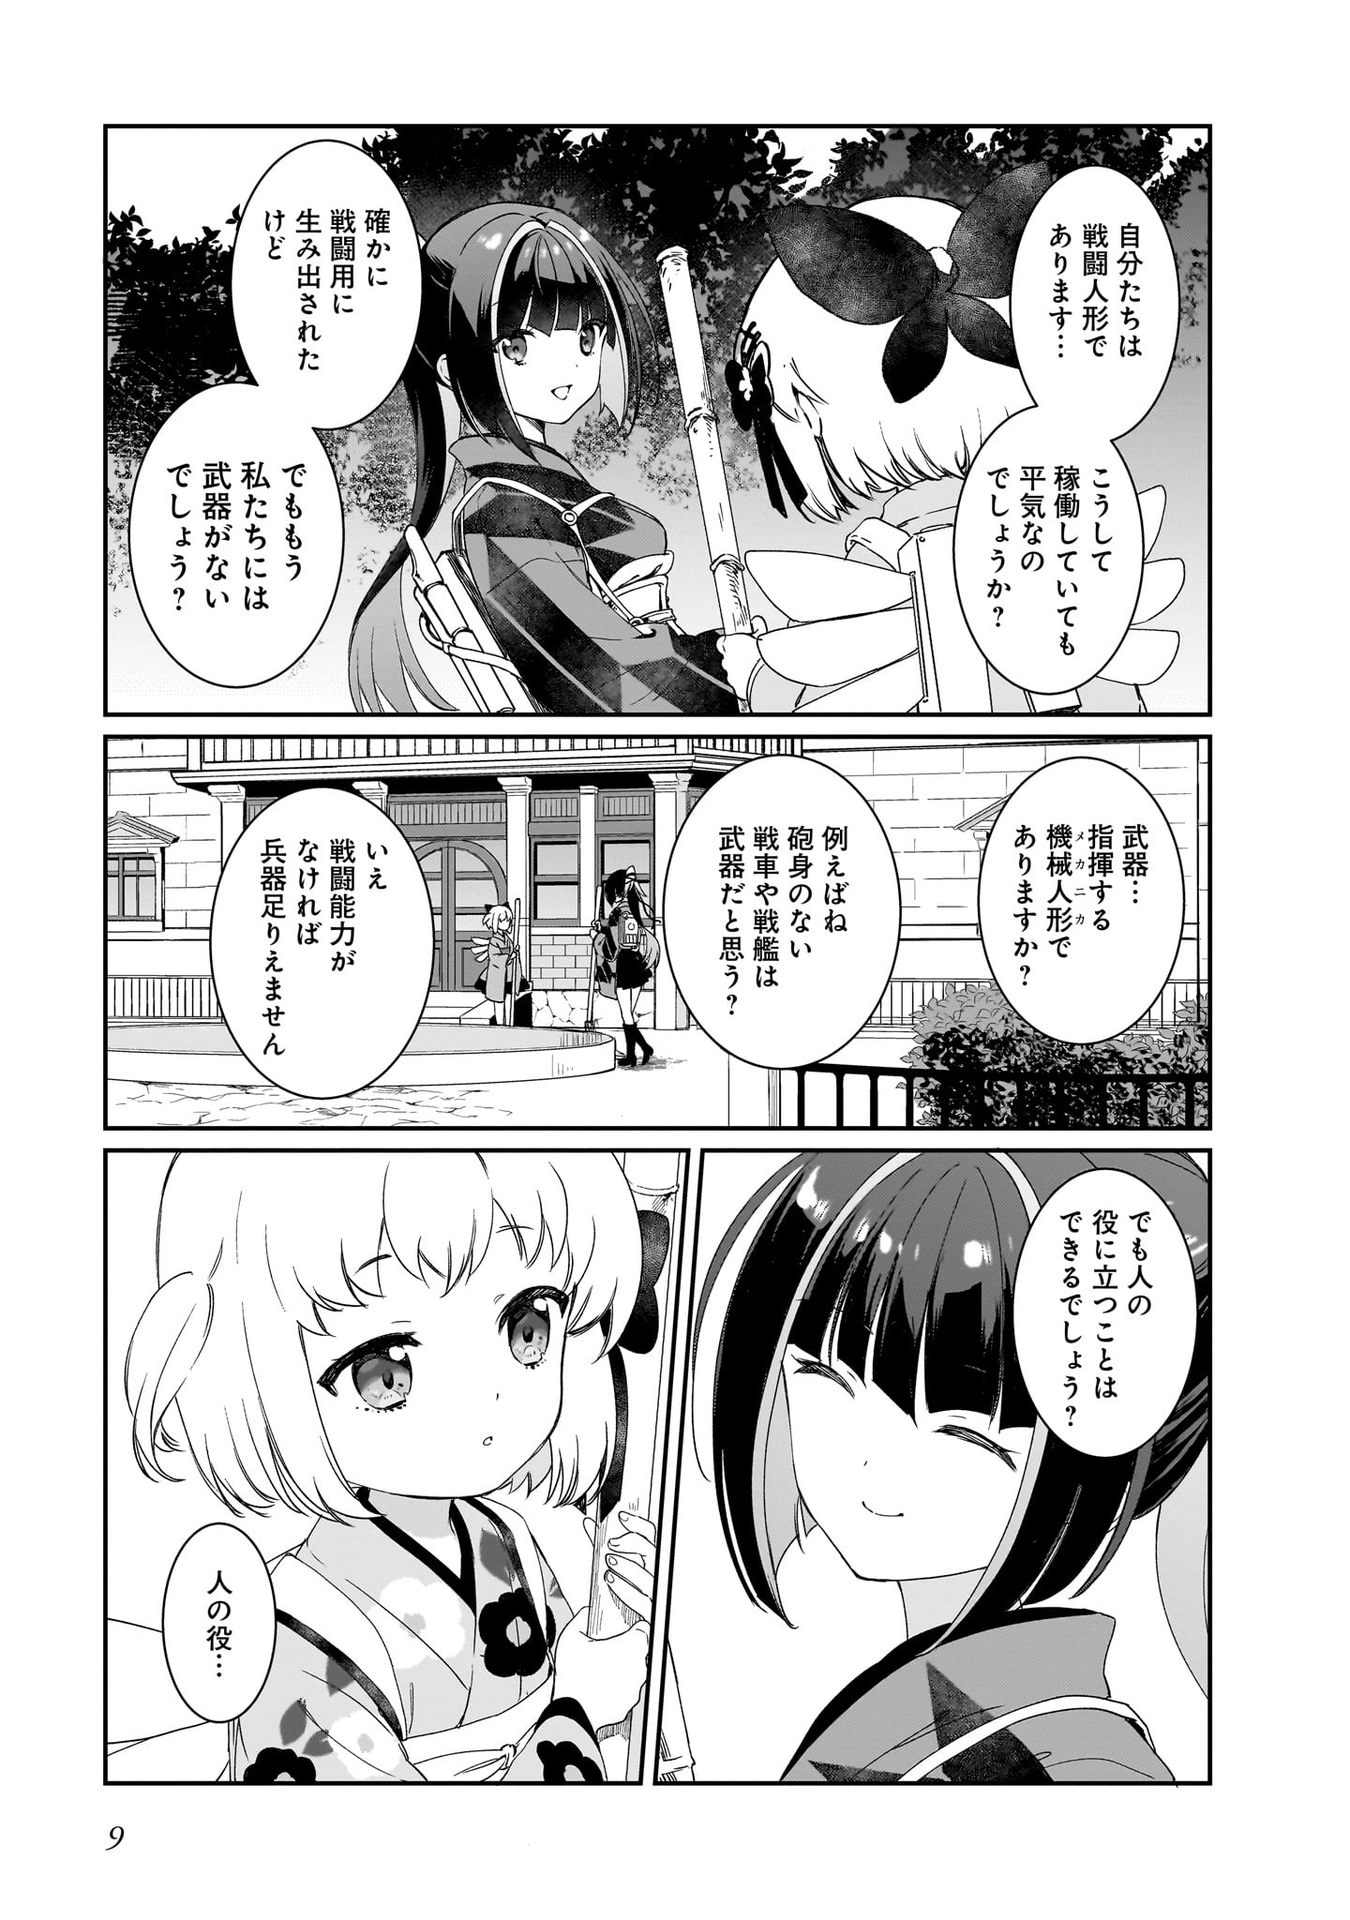 自分たちは
戦闘人形で
あります…
こうして
稼働していても
平気なの
でしょうか?
確かに
戦闘用に
生み出された
けど
でももう
私たちには
武器がない
でしょう?
武器…
指揮する
機械人形で
メカニカ
ありますか?
例えばね
砲身のない
戦車や戦艦は
武器だと思う?
いえ
戦闘能力が
なければ
兵器足りえません
でも人の
役に立つことは
できるでしょう?
人の役…
9